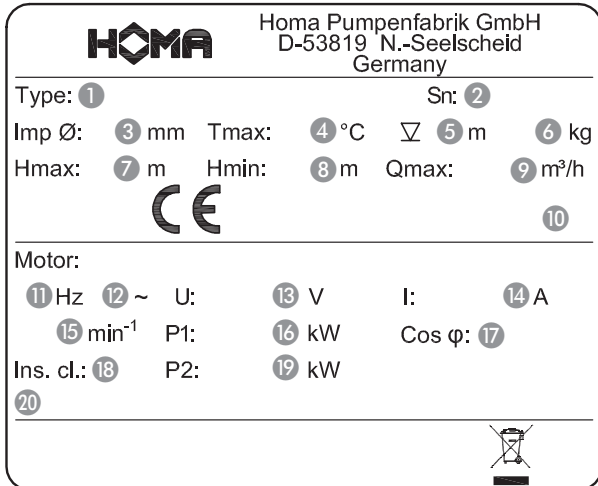 HOMA Homa Pumpenfabrik GmbH
D-53819 N.-Seelscheid
Germany
Type: 1 Sn: 2
Imp Ø: 3 mm Tmax: 4 °C 5 m 6 kg
Hmax: 7 m Hmin: 8 m Qmax: 9 m³/h
CE 10
Motor:
11 Hz 12 ~ U: 13 V I: 14 A
15 min⁻¹ P1: 16 kW Cos φ: 17
Ins. cl.: 18 P2: 19 kW
20